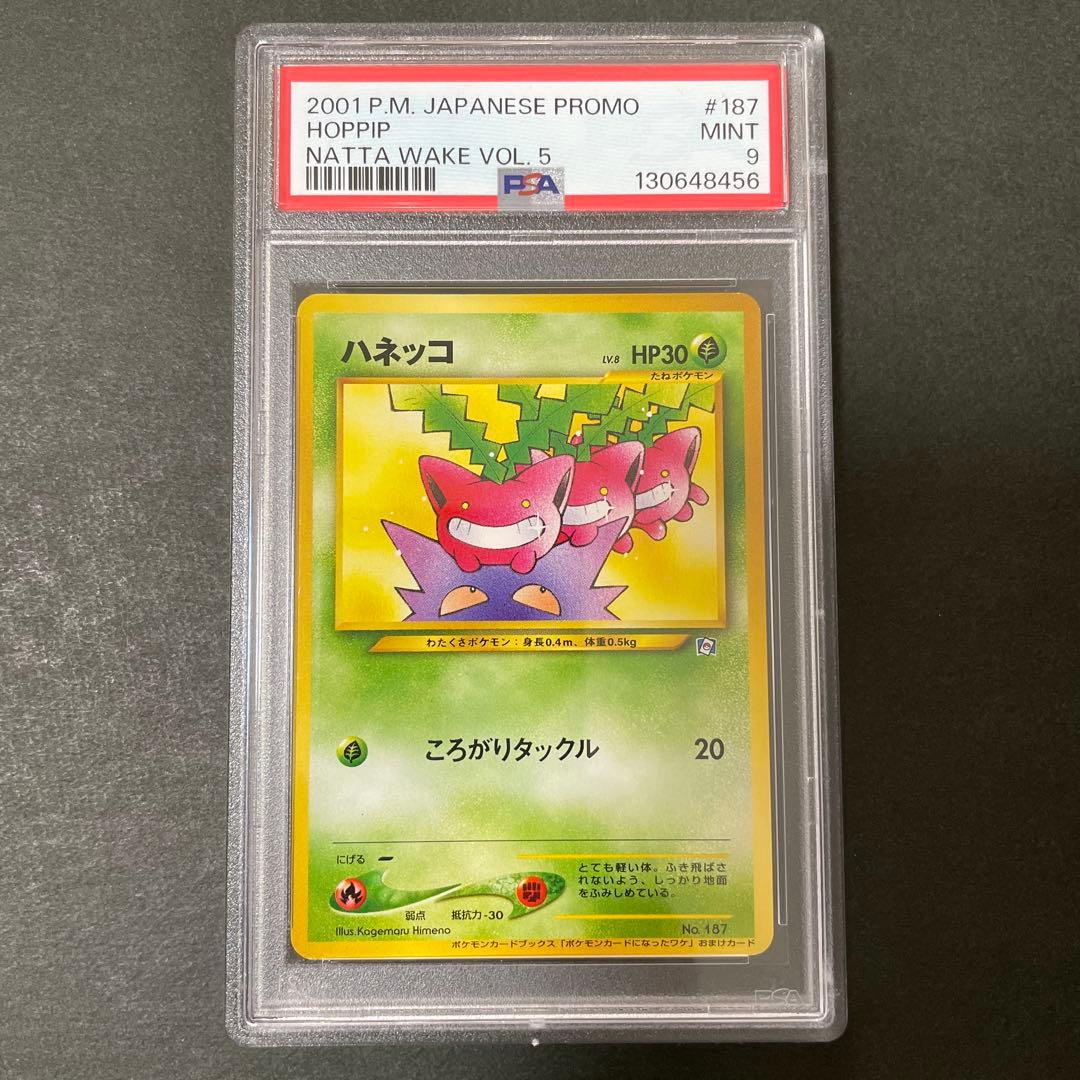 2001 P.M. JAPANESE PROMO #187
HOPPIP MINT
NATTA WAKE VOL. 5 9
PSA 130648456
ハネッコ LV.8 HP30
たねポケモン
わたくさポケモン：身長0.4m、体重0.5kg
ころがりタックル 20
にげる
とても軽い体。ふき飛ばさ
れないよう、しっかり地面
をふみしめている。
弱点 抵抗力-30
Illus.Kagemaru Himeno No. 187
ポケモンカードブックス「ポケモンカードになったワケ」おまけカード
PSA